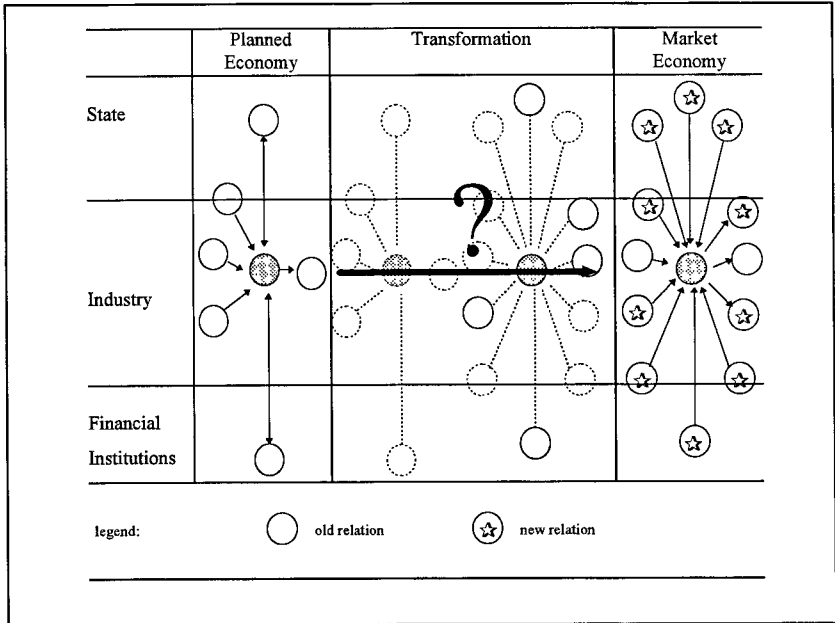 Planned
Economy
Transformation
Market
Economy
State
?
Industry
Financial
Institutions
legend:
old relation
new relation